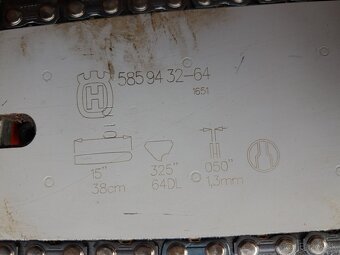 585 94 32-64
1651
H
15" .325" .050"
38cm 64DL 1,3mm